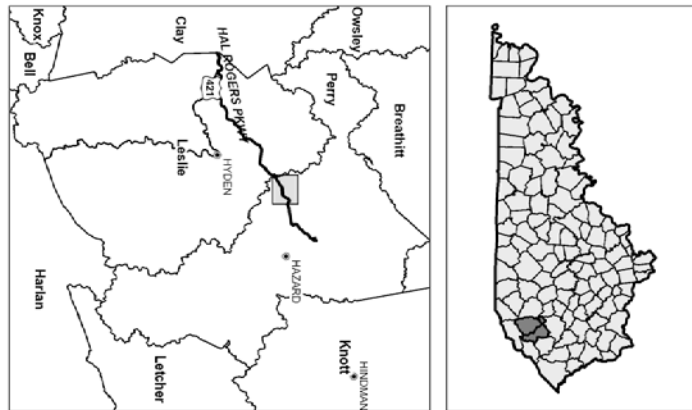 Knox
Bell
Clay
Owsley
HAL ROGERS PKWY
421
Perry
Breathitt
Leslie
HYDEN
HAZARD
Harlan
Letcher
Knott
HINDMAN